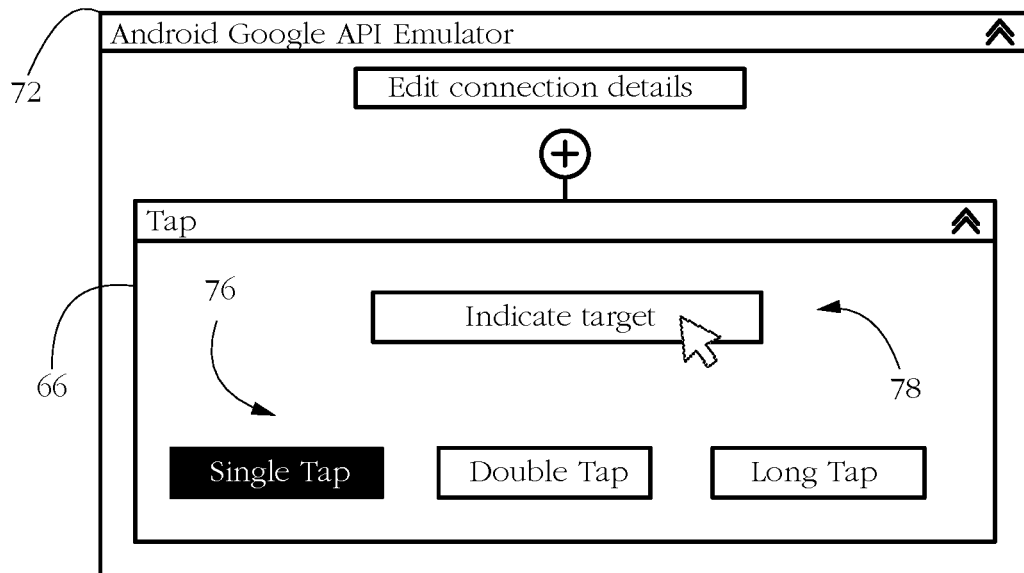 Android Google API Emulator
72
Edit connection details
Tap
76
Indicate target
66
78
Single Tap
Double Tap
Long Tap